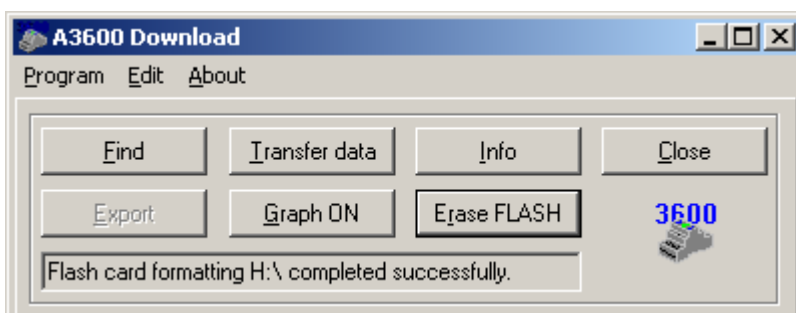 A3600 Download
Program Edit About
Find Transfer data Info Close
Export Graph ON Erase FLASH 3600
Flash card formatting H:\ completed successfully.